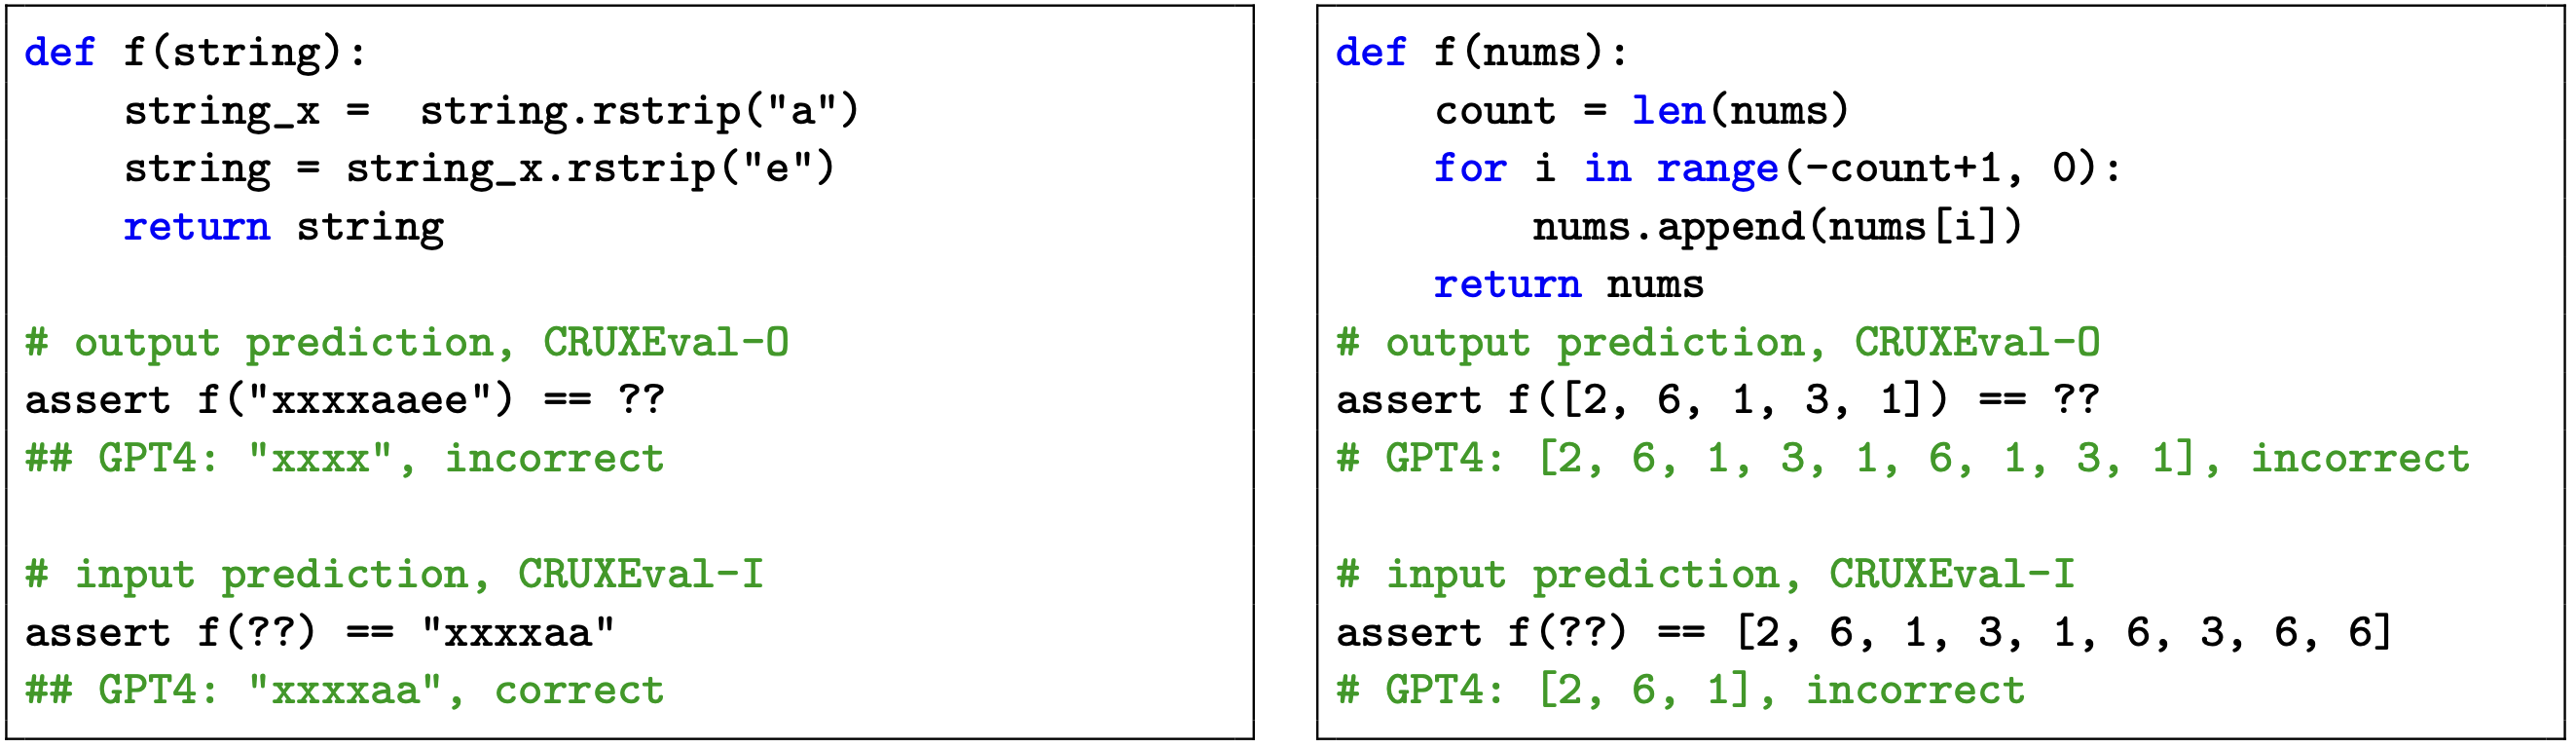 def f(string):
    string_x =  string.rstrip("a")
    string = string_x.rstrip("e")
    return string

# output prediction, CRUXEval-O
assert f("xxxxaaee") == ??
## GPT4: "xxxx", incorrect

# input prediction, CRUXEval-I
assert f(??) == "xxxxaa"
## GPT4: "xxxxaa", correct

def f(nums):
    count = len(nums)
    for i in range(-count+1, 0):
        nums.append(nums[i])
    return nums
# output prediction, CRUXEval-O
assert f([2, 6, 1, 3, 1]) == ??
# GPT4: [2, 6, 1, 3, 1, 6, 1, 3, 1], incorrect

# input prediction, CRUXEval-I
assert f(??) == [2, 6, 1, 3, 1, 6, 3, 6, 6]
# GPT4: [2, 6, 1], incorrect